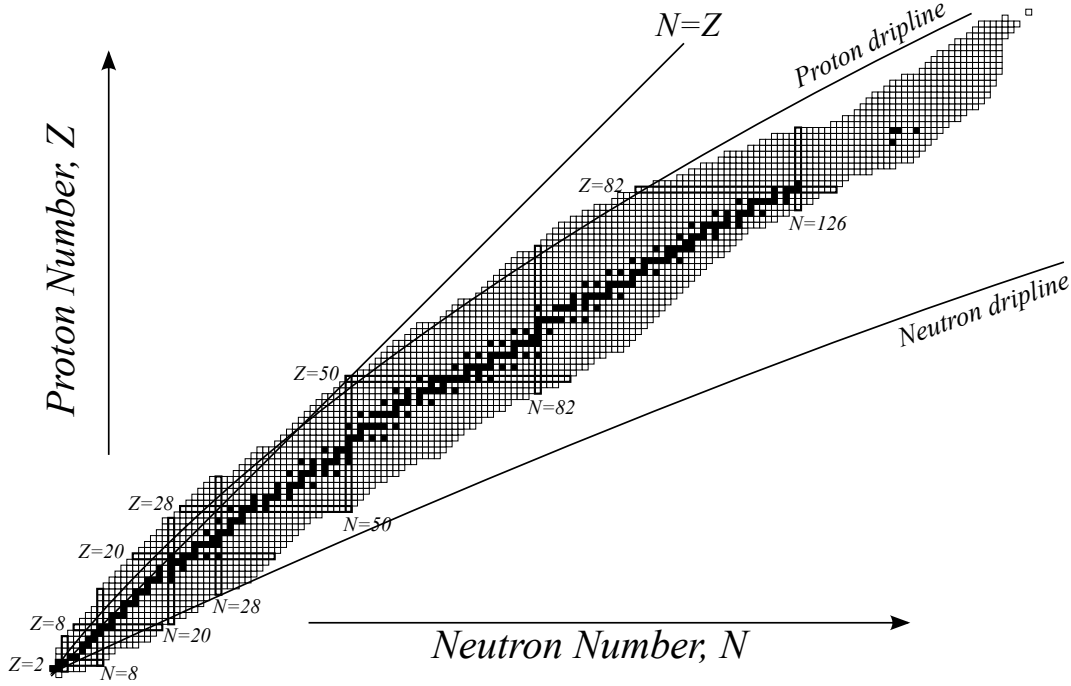 N=Z
Proton dripline
Proton Number, Z
Z=82
N=126
Neutron dripline
Z=50
N=82
Z=28
N=50
Z=20
N=28
Z=8
N=20
Neutron Number, N
Z=2
N=8